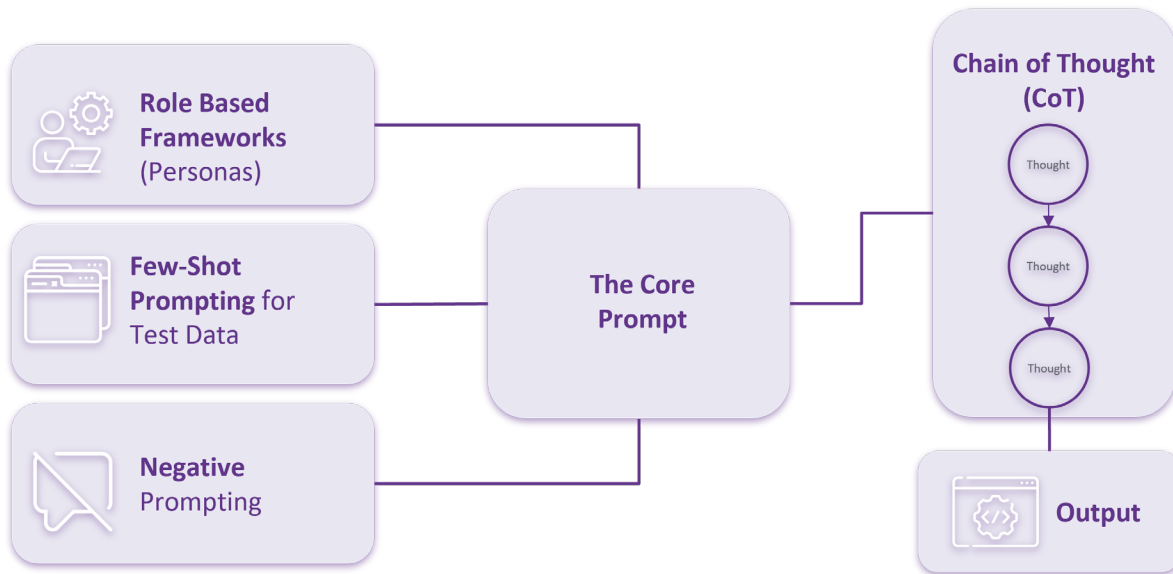 Role Based
Frameworks
(Personas)
Few-Shot
Prompting for
Test Data
Negative
Prompting
The Core
Prompt
Chain of Thought
(CoT)
Thought
Thought
Thought
</>
Output